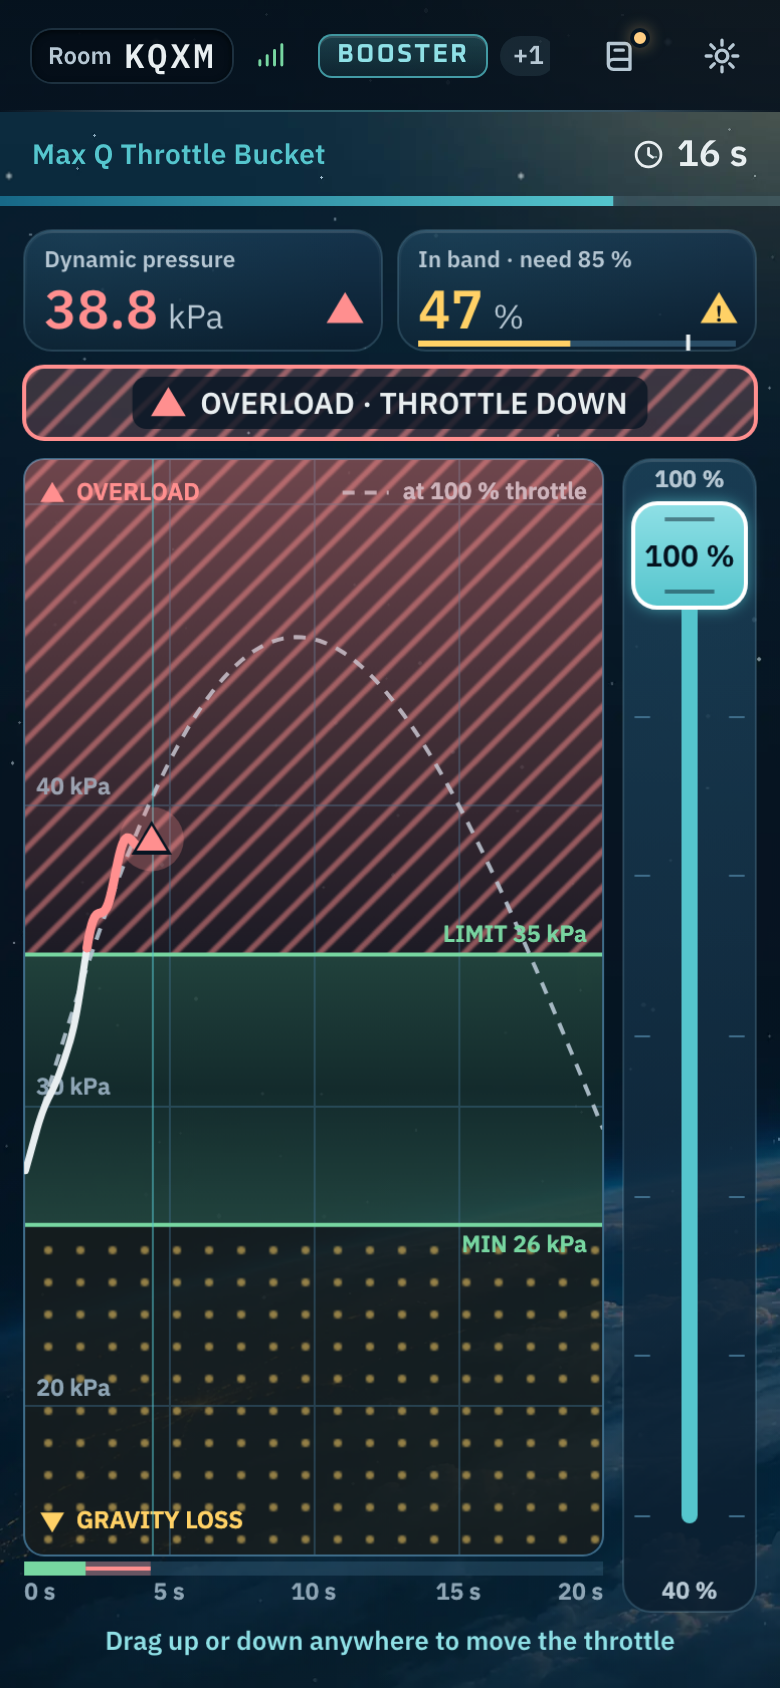 Room KQXM BOOSTER +1
Max Q Throttle Bucket 16 s
Dynamic pressure
38.8 kPa
In band · need 85 %
47 %
OVERLOAD · THROTTLE DOWN
OVERLOAD
at 100 % throttle
40 kPa
LIMIT 35 kPa
30 kPa
MIN 26 kPa
20 kPa
GRAVITY LOSS
0 s 5 s 10 s 15 s 20 s
100 %
100 %
40 %
Drag up or down anywhere to move the throttle